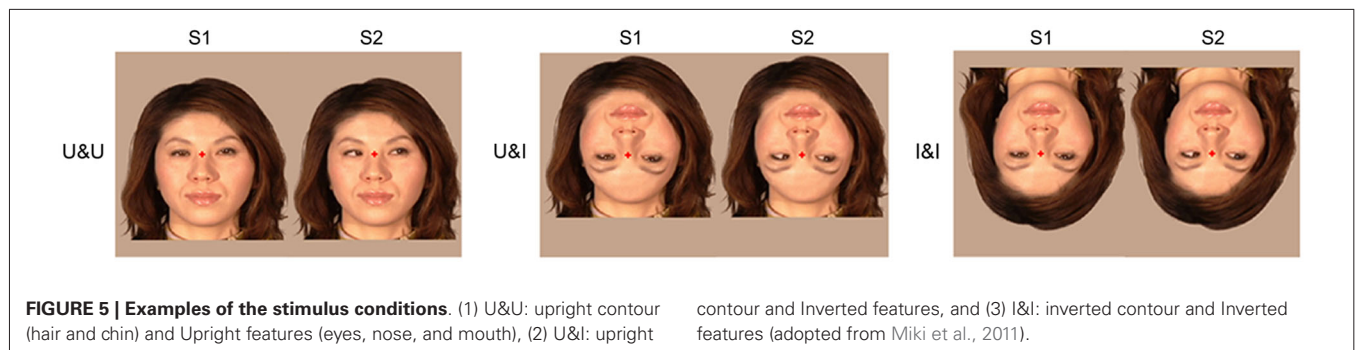 S1 S2 S1 S2 S1 S2
U&U U&I I&I
FIGURE 5 | Examples of the stimulus conditions. (1) U&U: upright contour
(hair and chin) and Upright features (eyes, nose, and mouth), (2) U&I: upright
contour and Inverted features, and (3) I&I: inverted contour and Inverted
features (adopted from Miki et al., 2011).